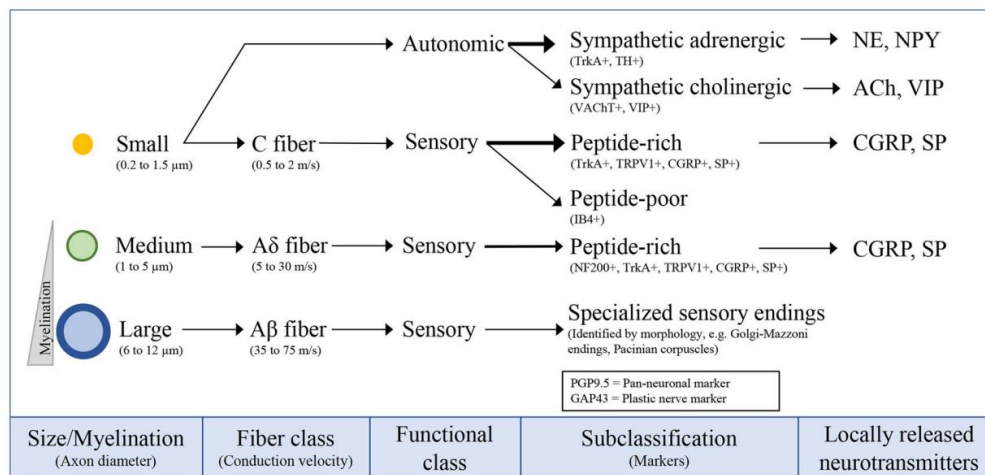 Autonomic
Sympathetic adrenergic
(TrkA+, TH+)
NE, NPY
Sympathetic cholinergic
(VAChT+, VIP+)
ACh, VIP
Small
(0.2 to 1.5 µm)
C fiber
(0.5 to 2 m/s)
Sensory
Peptide-rich
(TrkA+, TRPV1+, CGRP+, SP+)
CGRP, SP
Peptide-poor
(IB4+)
Medium
(1 to 5 µm)
Aδ fiber
(5 to 30 m/s)
Sensory
Peptide-rich
(NF200+, TrkA+, TRPV1+, CGRP+, SP+)
CGRP, SP
Myelination
Large
(6 to 12 µm)
Aβ fiber
(35 to 75 m/s)
Sensory
Specialized sensory endings
(Identified by morphology, e.g. Golgi-Mazzoni
endings, Pacinian corpuscles)
PGP9.5 = Pan-neuronal marker
GAP43 = Plastic nerve marker
Size/Myelination
(Axon diameter)
Fiber class
(Conduction velocity)
Functional
class
Subclassification
(Markers)
Locally released
neurotransmitters